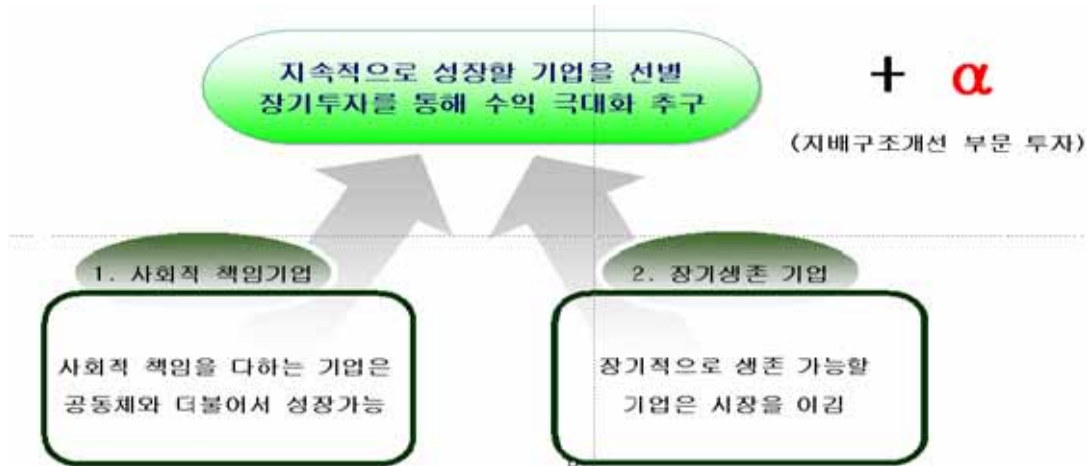 지속적으로 성장할 기업을 선별
장기투자를 통해 수익 극대화 추구
+ α
(지배구조개선 부문 투자)
1. 사회적 책임기업
사회적 책임을 다하는 기업은
공동체와 더불어서 성장가능
2. 장기생존 기업
장기적으로 생존 가능할
기업은 시장을 이김